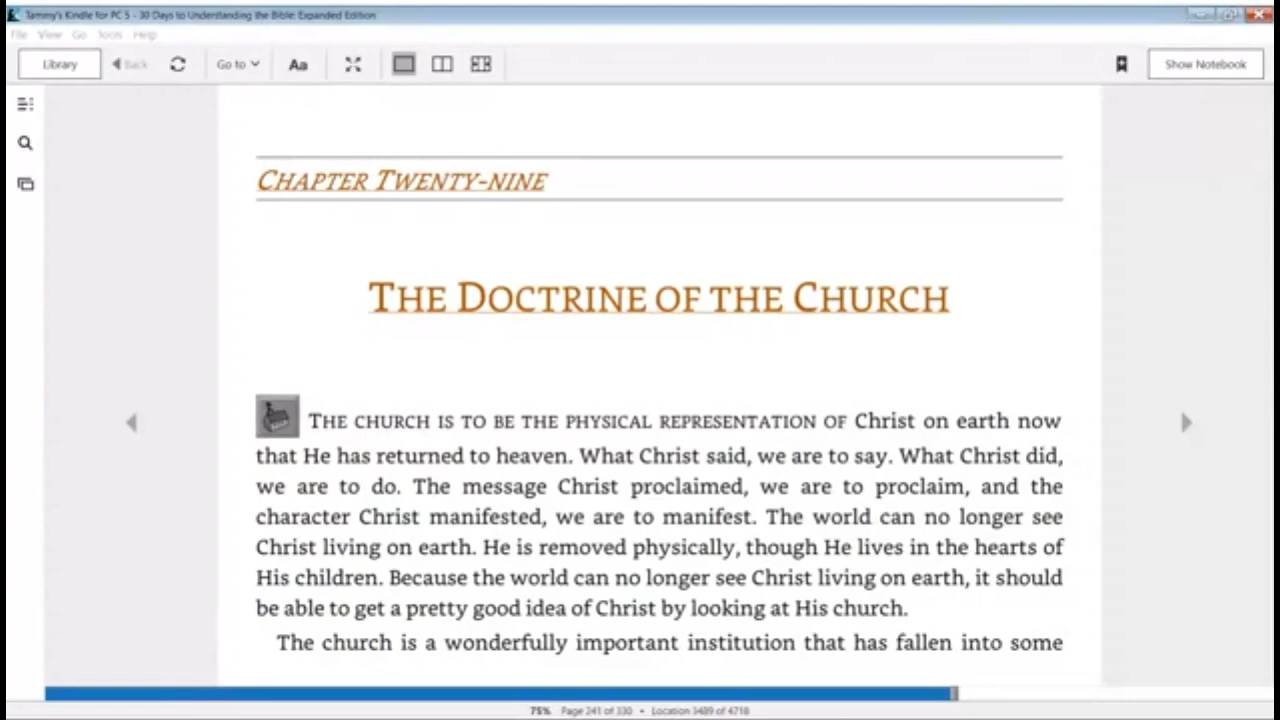 Tammy's Kindle for PC 5 - 30 Days to Understanding the Bible: Expanded Edition
File View Go Tools Help
Library Back Go to Aa Show Notebook
CHAPTER TWENTY-NINE
THE DOCTRINE OF THE CHURCH
THE CHURCH IS TO BE THE PHYSICAL REPRESENTATION OF Christ on earth now
that He has returned to heaven. What Christ said, we are to say. What Christ did,
we are to do. The message Christ proclaimed, we are to proclaim, and the
character Christ manifested, we are to manifest. The world can no longer see
Christ living on earth. He is removed physically, though He lives in the hearts of
His children. Because the world can no longer see Christ living on earth, it should
be able to get a pretty good idea of Christ by looking at His church.
The church is a wonderfully important institution that has fallen into some
75% Page 241 of 330 • Location 3489 of 4718